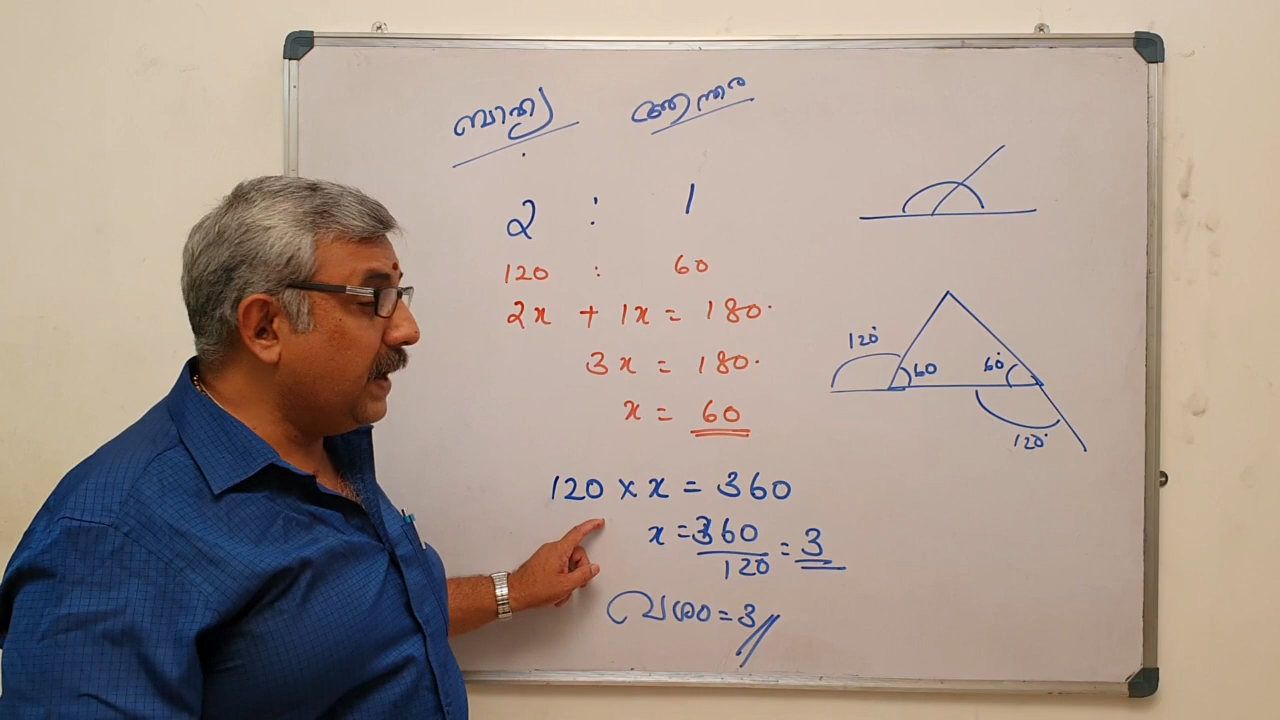 ബാഹ്യ ആന്തര
2 : 1
120 : 60
2x + 1x = 180.
3x = 180.
x = 60
120 × x = 360
x = 360/120 = 3
വശം = 3
120°
60
60°
120°